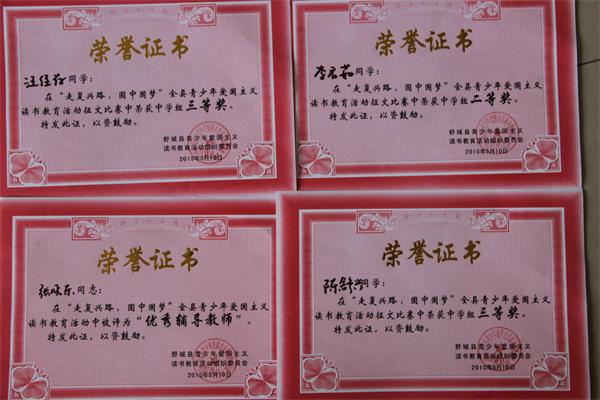 荣誉证书
汪佳存同学：
在“走复兴路，圆中国梦”全县青少年爱国主义
读书教育活动征文比赛中荣获中学组三等奖。
特发此证，以资鼓励。
舒城县青少年爱国主义
读书教育活动组织委员会
2015年5月10日
荣誉证书
李君茹同学：
在“走复兴路，圆中国梦”全县青少年爱国主义
读书教育活动征文比赛中荣获中学组二等奖。
特发此证，以资鼓励。
舒城县青少年爱国主义
读书教育活动组织委员会
2015年5月10日
荣誉证书
同志：
在“走复兴路，圆中国梦”全县青少年爱国主义
读书教育活动中被评为“优秀辅导教师”。
特发此证，以资鼓励。
舒城县青少年爱国主义
读书教育活动组织委员会
2015年5月10日
荣誉证书
同学：
在“走复兴路，圆中国梦”全县青少年爱国主义
读书教育活动征文比赛中荣获中学组三等奖。
特发此证，以资鼓励。
舒城县青少年爱国主义
读书教育活动组织委员会
2015年5月10日